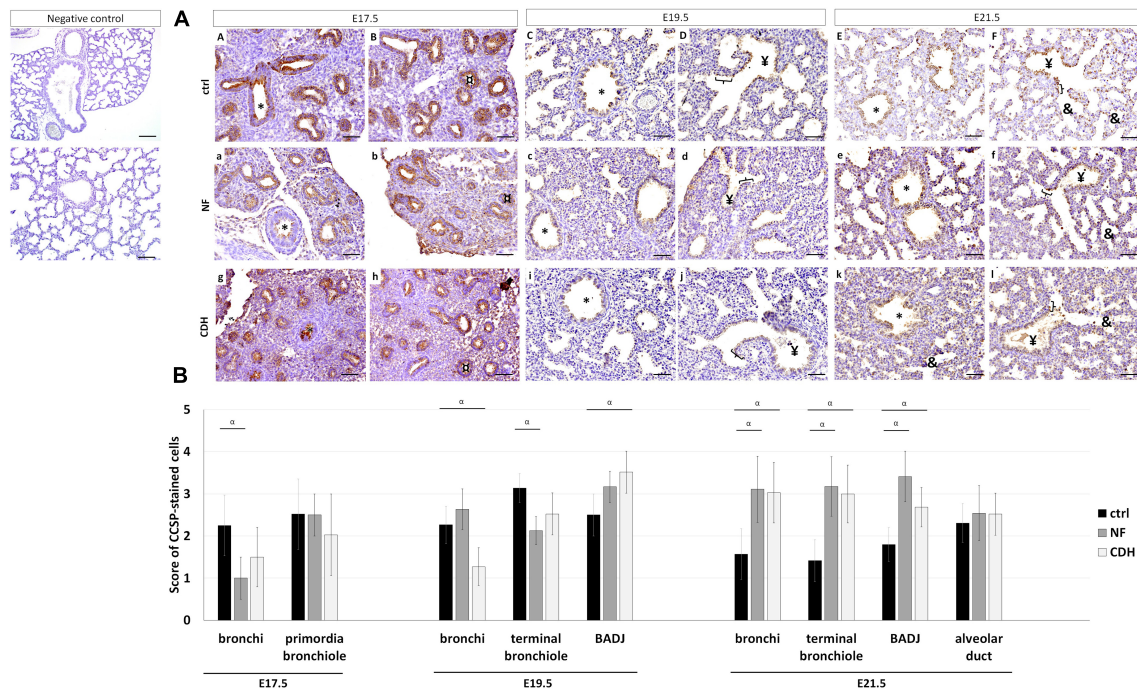 Negative control
A
E17.5
E19.5
E21.5
A
B
C
D
E
F
ctrl
*
¤
*
¥
*
¥
&
&
a
b
c
d
e
f
NF
*
¤
*
¥
*
¥
&
g
h
i
j
k
l
CDH
¤
*
¥
*
&
¥
&
B
Score of CCSP-stained cells
5
4
3
2
1
0
α
α
α
α
α
α
α
α
α
α
ctrl
NF
CDH
bronchi
primordia bronchiole
bronchi
terminal bronchiole
BADJ
bronchi
terminal bronchiole
BADJ
alveolar duct
E17.5
E19.5
E21.5